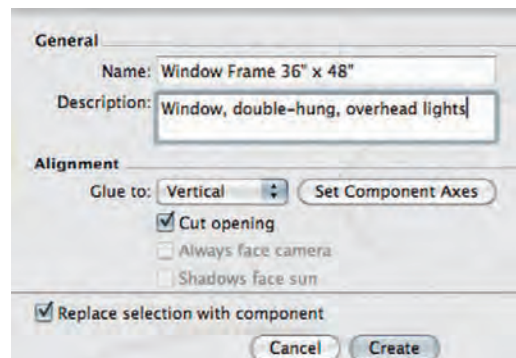 General
Name: Window Frame 36" x 48"
Description: Window, double-hung, overhead lights
Alignment
Glue to: Vertical Set Component Axes
Cut opening
Always face camera
Shadows face sun
Replace selection with component
Cancel Create